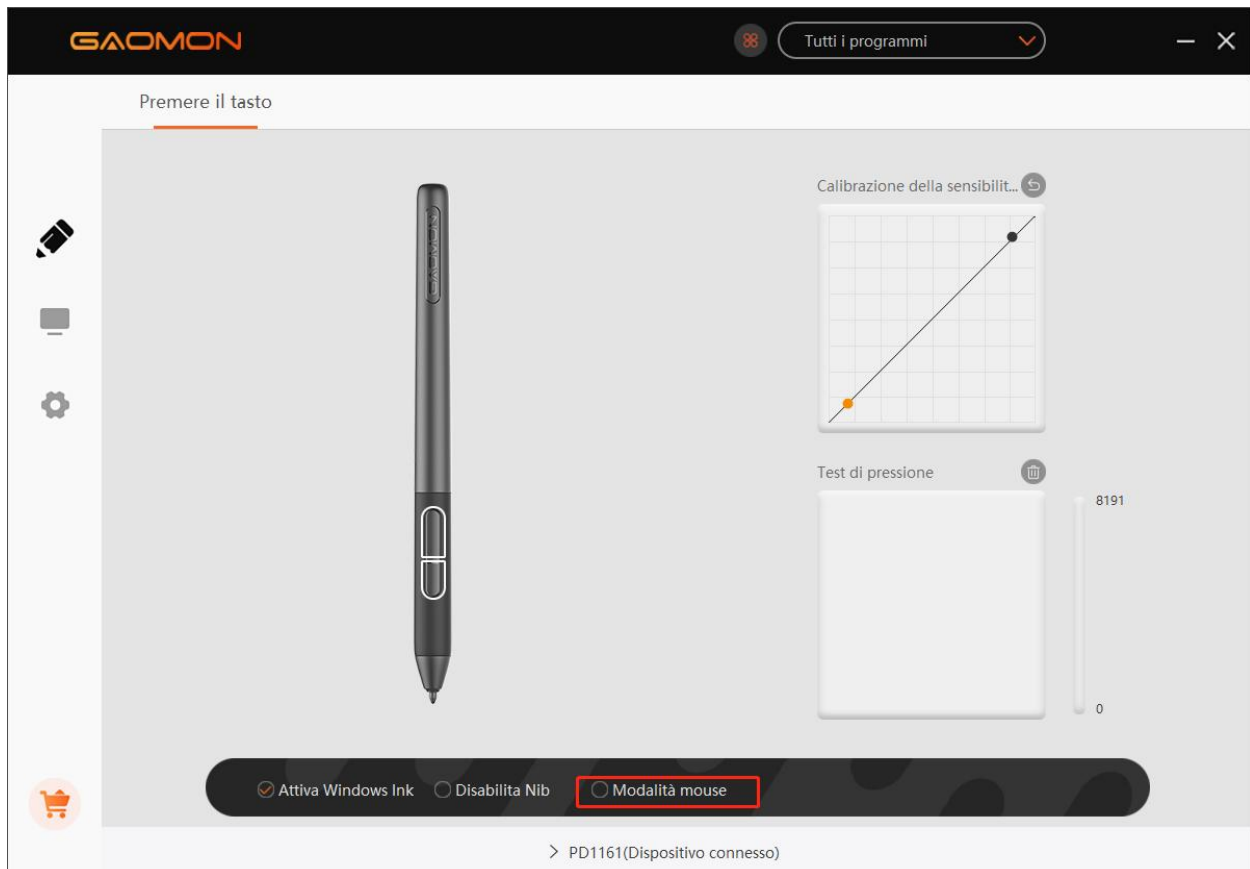 GAOMON
Tutti i programmi
Premere il tasto
Calibrazione della sensibilit...
GAOMON
Test di pressione
8191
0
Attiva Windows Ink
Disabilita Nib
Modalità mouse
> PD1161(Dispositivo connesso)